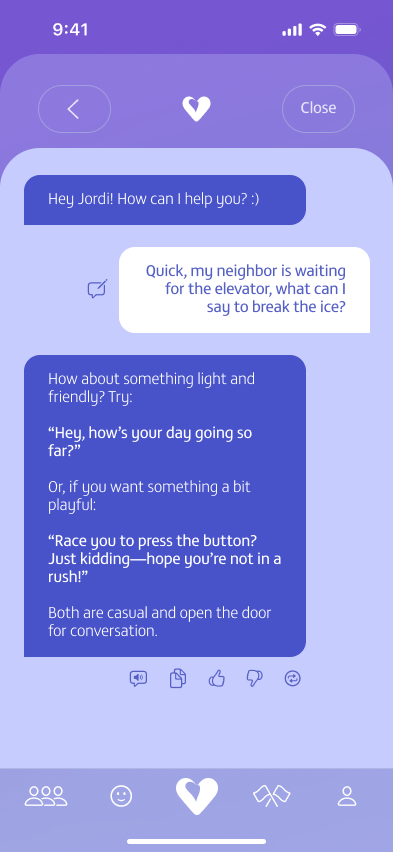 9:41
Close
Hey Jordi! How can I help you? :)
Quick, my neighbor is waiting
for the elevator, what can I
say to break the ice?
How about something light and
friendly? Try:
“Hey, how’s your day going so
far?”
Or, if you want something a bit
playful:
“Race you to press the button?
Just kidding—hope you’re not in a
rush!”
Both are casual and open the door
for conversation.